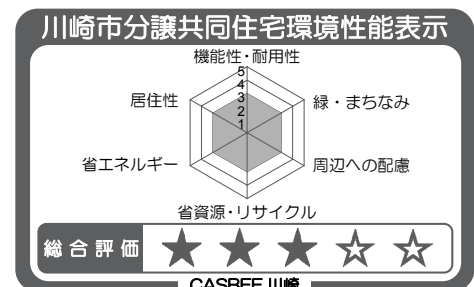 川崎市分譲共同住宅環境性能表示
機能性・耐用性
5
4
3
2
1
居住性
緑・まちなみ
省エネルギー
周辺への配慮
省資源・リサイクル
総合評価 ★ ★ ★ ☆ ☆
CASBEE 川崎